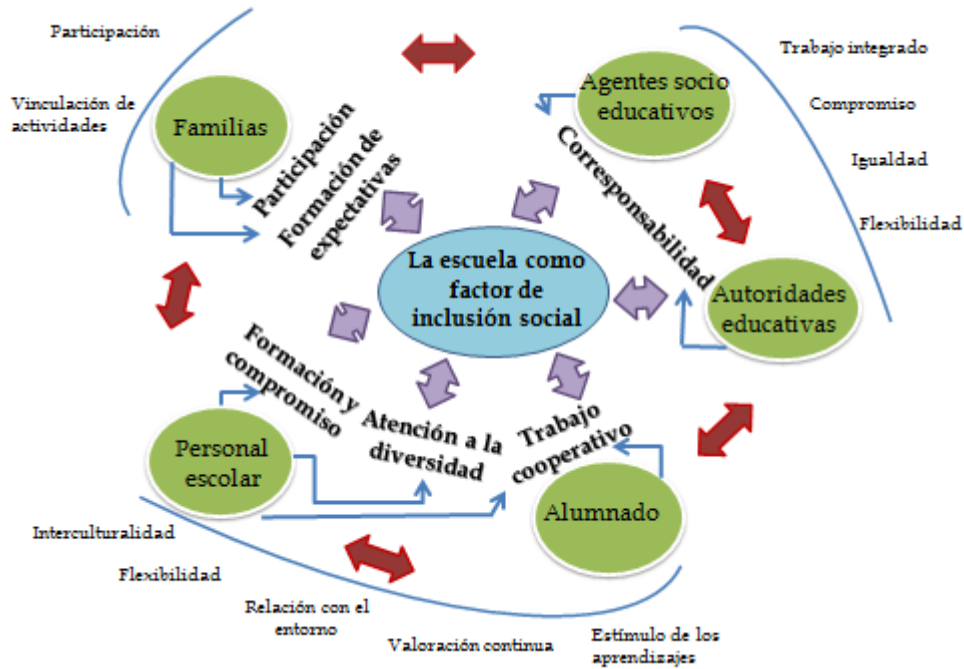 Participación
Vinculación de
actividades
Familias
Participación
Formación de
expectativas
Agentes socio
educativos
Corresponsabilidad
Trabajo integrado
Compromiso
Igualdad
Flexibilidad
La escuela como
factor de
inclusión social
Autoridades
educativas
Formación y
compromiso
Atención a la
diversidad
Trabajo
cooperativo
Personal
escolar
Alumnado
Interculturalidad
Flexibilidad
Relación con el
entorno
Valoración continua
Estímulo de los
aprendizajes